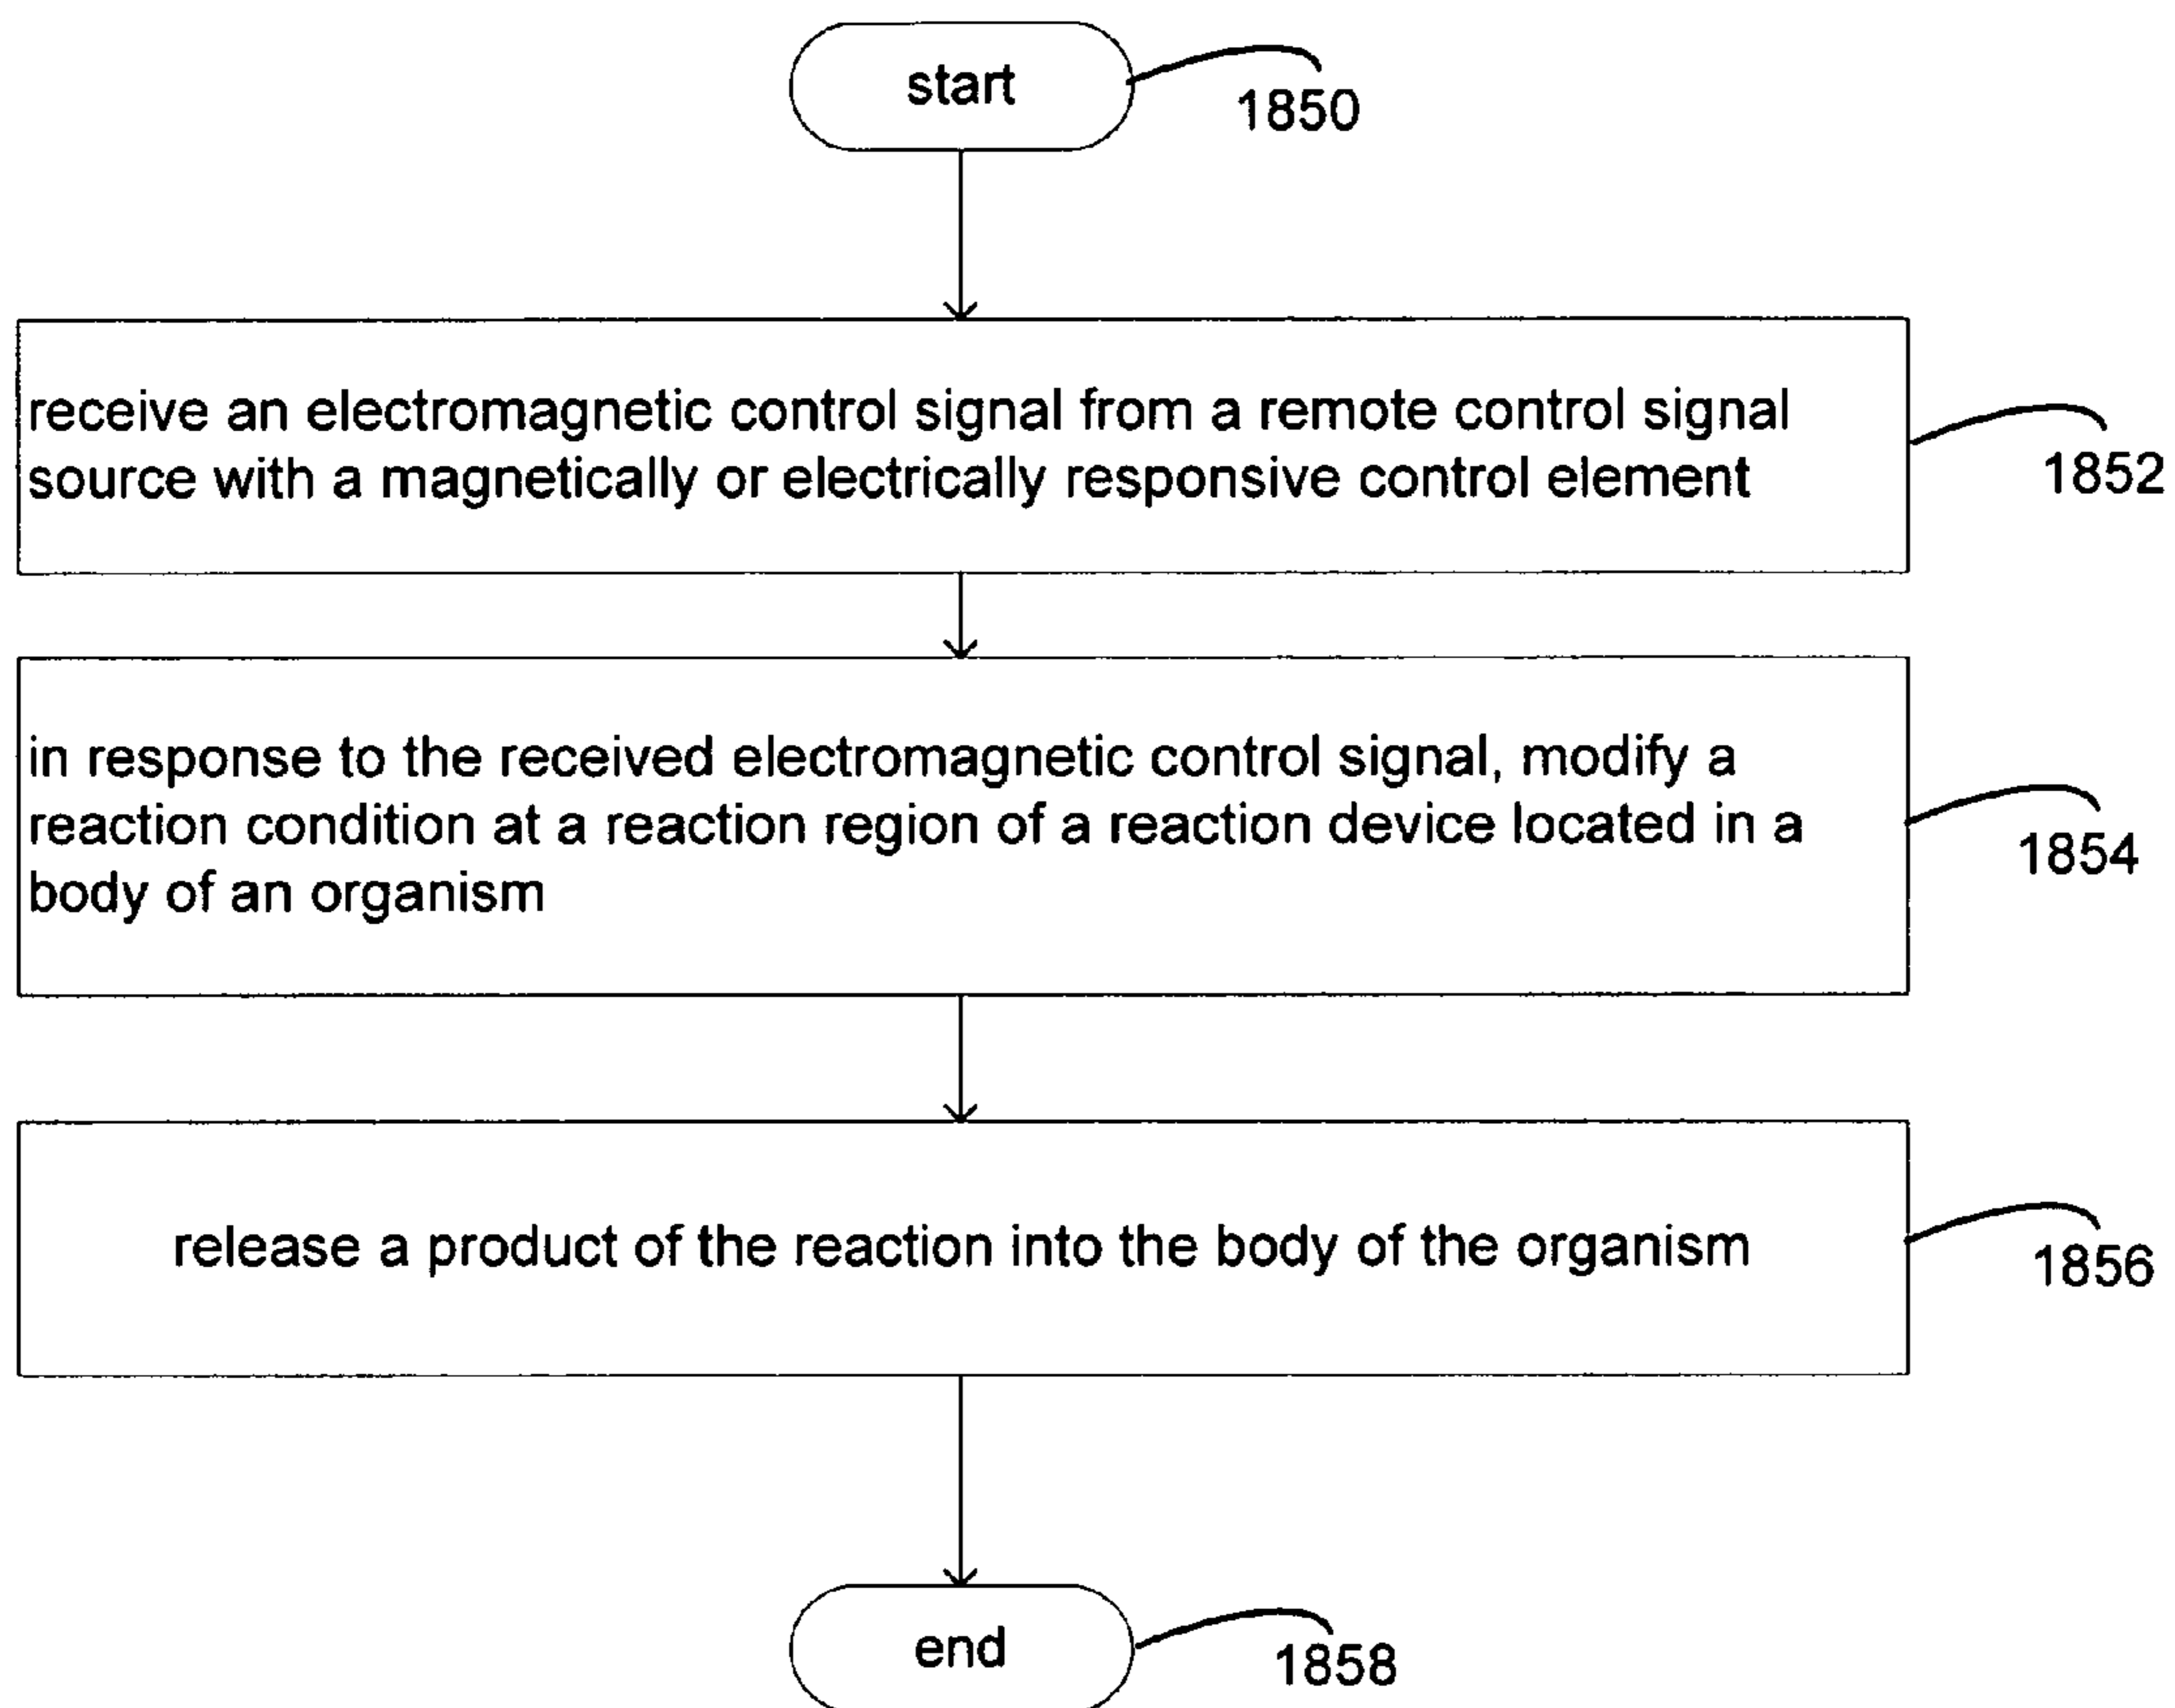 start
1850
receive an electromagnetic control signal from a remote control signal
source with a magnetically or electrically responsive control element
1852
in response to the received electromagnetic control signal, modify a
reaction condition at a reaction region of a reaction device located in a
body of an organism
1854
release a product of the reaction into the body of the organism
1856
end
1858